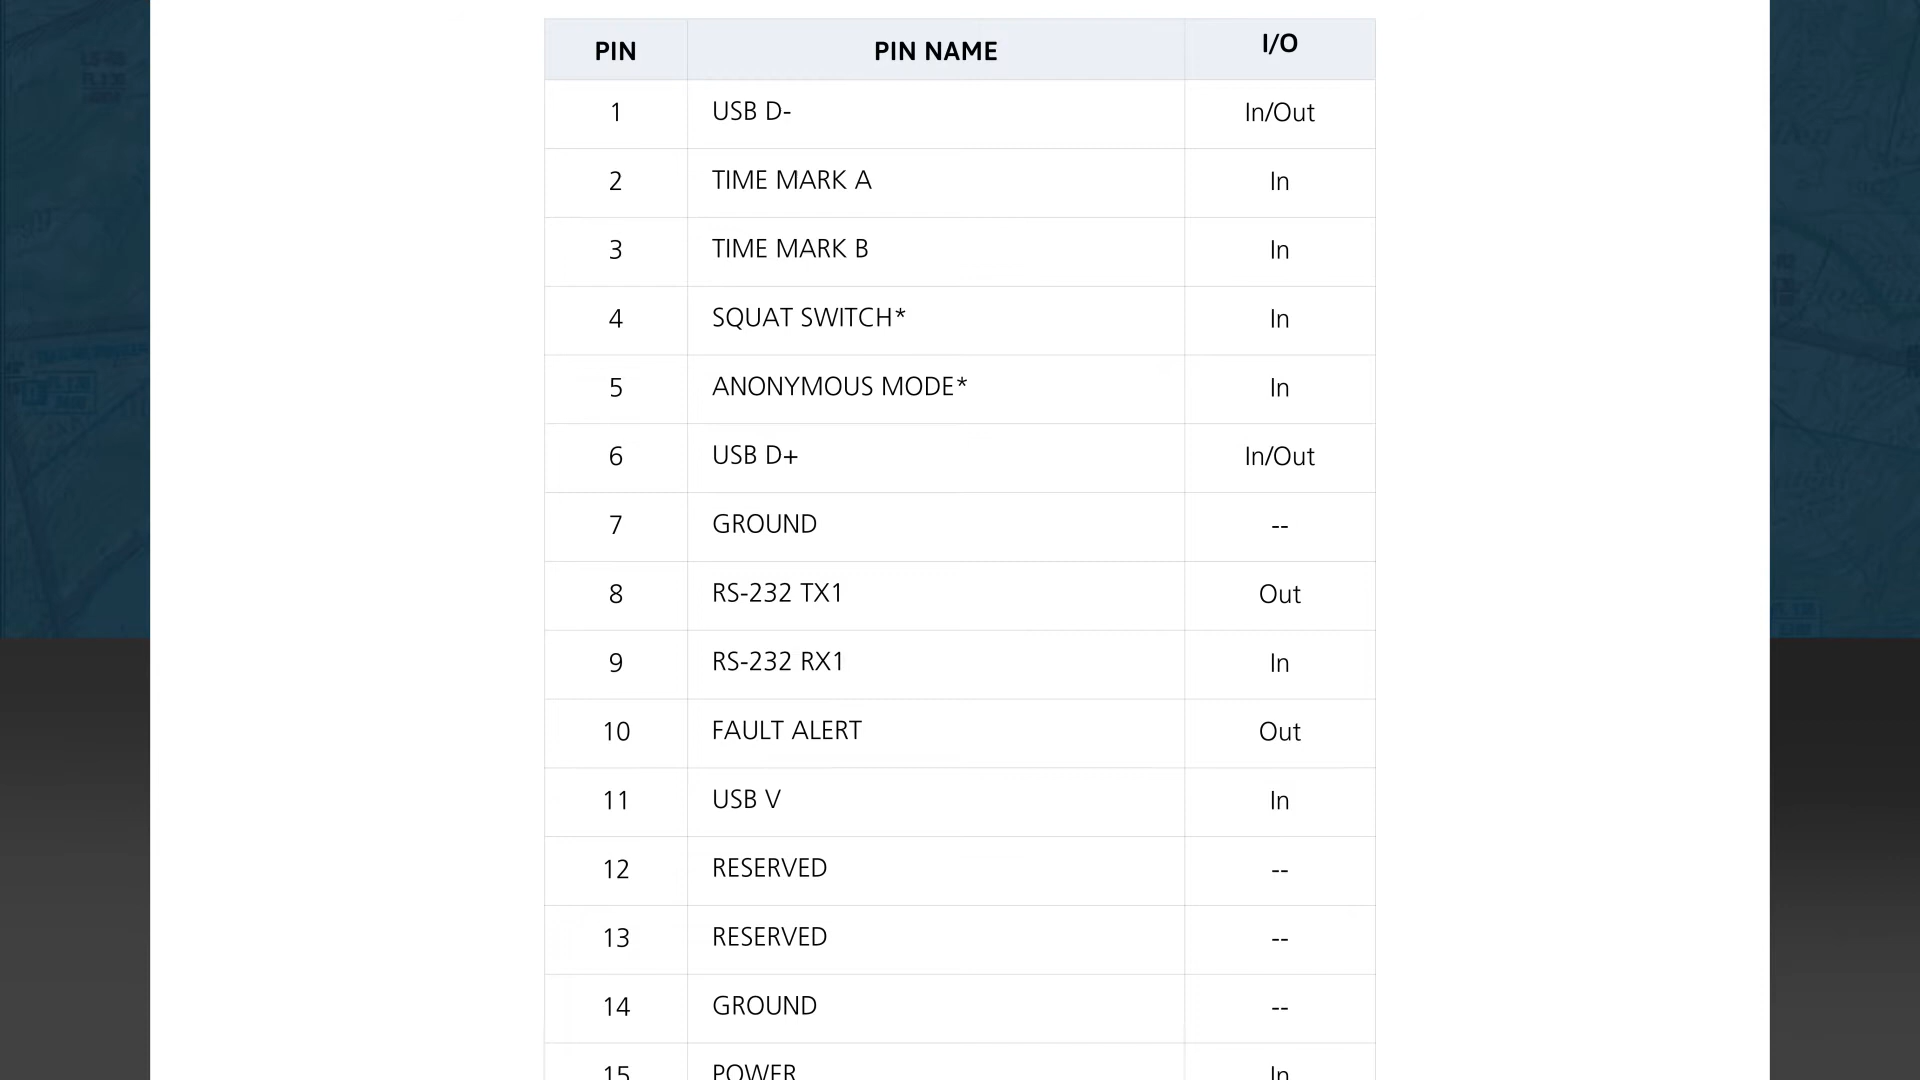 PIN PIN NAME I/O
1 USB D- In/Out
2 TIME MARK A In
3 TIME MARK B In
4 SQUAT SWITCH* In
5 ANONYMOUS MODE* In
6 USB D+ In/Out
7 GROUND --
8 RS-232 TX1 Out
9 RS-232 RX1 In
10 FAULT ALERT Out
11 USB V In
12 RESERVED --
13 RESERVED --
14 GROUND --
15 POWER In